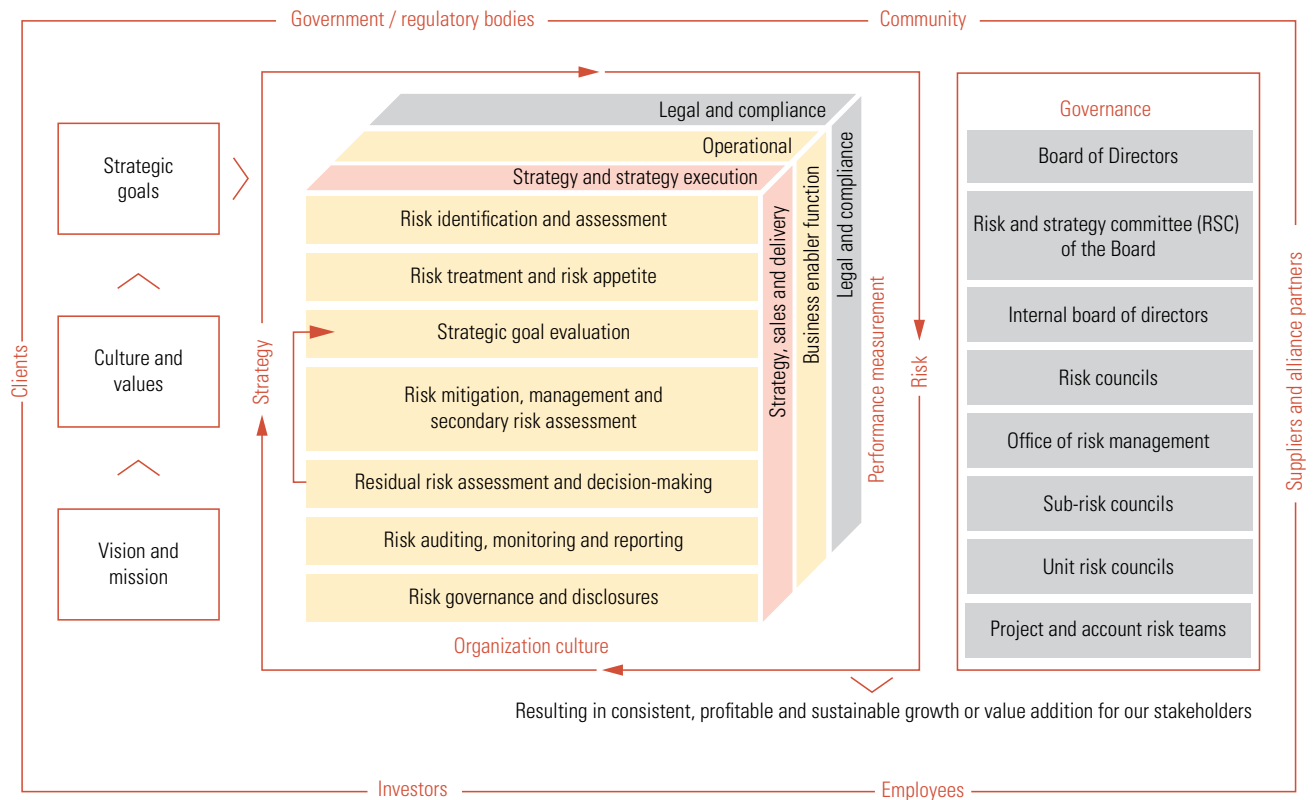 Government / regulatory bodies
Community
Clients
Strategic
goals
Culture and
values
Vision and
mission
Strategy
Legal and compliance
Operational
Strategy and strategy execution
Risk identification and assessment
Risk treatment and risk appetite
Strategic goal evaluation
Risk mitigation, management and
secondary risk assessment
Residual risk assessment and decision-making
Risk auditing, monitoring and reporting
Risk governance and disclosures
Strategy, sales and delivery
Business enabler function
Legal and compliance
Performance measurement
Risk
Organization culture
Governance
Board of Directors
Risk and strategy committee (RSC)
of the Board
Internal board of directors
Risk councils
Office of risk management
Sub-risk councils
Unit risk councils
Project and account risk teams
Suppliers and alliance partners
Resulting in consistent, profitable and sustainable growth or value addition for our stakeholders
Investors
Employees